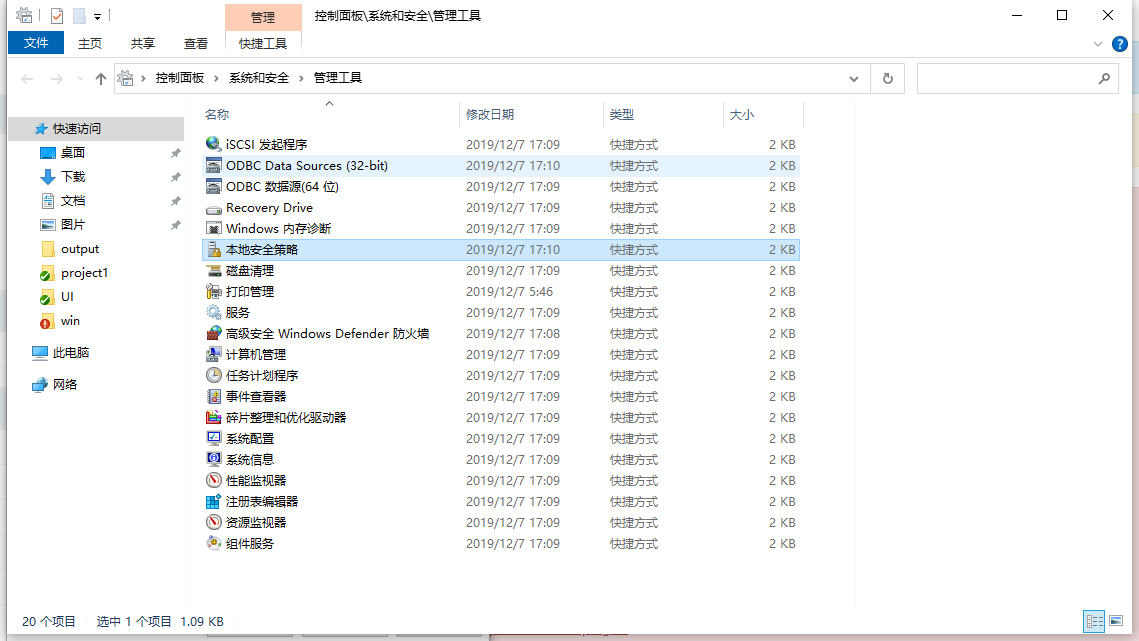 管理
控制面板\系统和安全\管理工具
文件 主页 共享 查看 快捷工具
控制面板 系统和安全 管理工具
名称 修改日期 类型 大小
快速访问
桌面
下载
文档
图片
output
project1
UI
win
此电脑
网络
iSCSI 发起程序 2019/12/7 17:09 快捷方式 2 KB
ODBC Data Sources (32-bit) 2019/12/7 17:10 快捷方式 2 KB
ODBC 数据源(64 位) 2019/12/7 17:09 快捷方式 2 KB
Recovery Drive 2019/12/7 17:09 快捷方式 2 KB
Windows 内存诊断 2019/12/7 17:09 快捷方式 2 KB
本地安全策略 2019/12/7 17:10 快捷方式 2 KB
磁盘清理 2019/12/7 17:09 快捷方式 2 KB
打印管理 2019/12/7 5:46 快捷方式 2 KB
服务 2019/12/7 17:09 快捷方式 2 KB
高级安全 Windows Defender 防火墙 2019/12/7 17:08 快捷方式 2 KB
计算机管理 2019/12/7 17:09 快捷方式 2 KB
任务计划程序 2019/12/7 17:09 快捷方式 2 KB
事件查看器 2019/12/7 17:09 快捷方式 2 KB
碎片整理和优化驱动器 2019/12/7 17:09 快捷方式 2 KB
系统配置 2019/12/7 17:09 快捷方式 2 KB
系统信息 2019/12/7 17:09 快捷方式 2 KB
性能监视器 2019/12/7 17:09 快捷方式 2 KB
注册表编辑器 2019/12/7 17:09 快捷方式 2 KB
资源监视器 2019/12/7 17:09 快捷方式 2 KB
组件服务 2019/12/7 17:09 快捷方式 2 KB
20 个项目 选中 1 个项目 1.09 KB